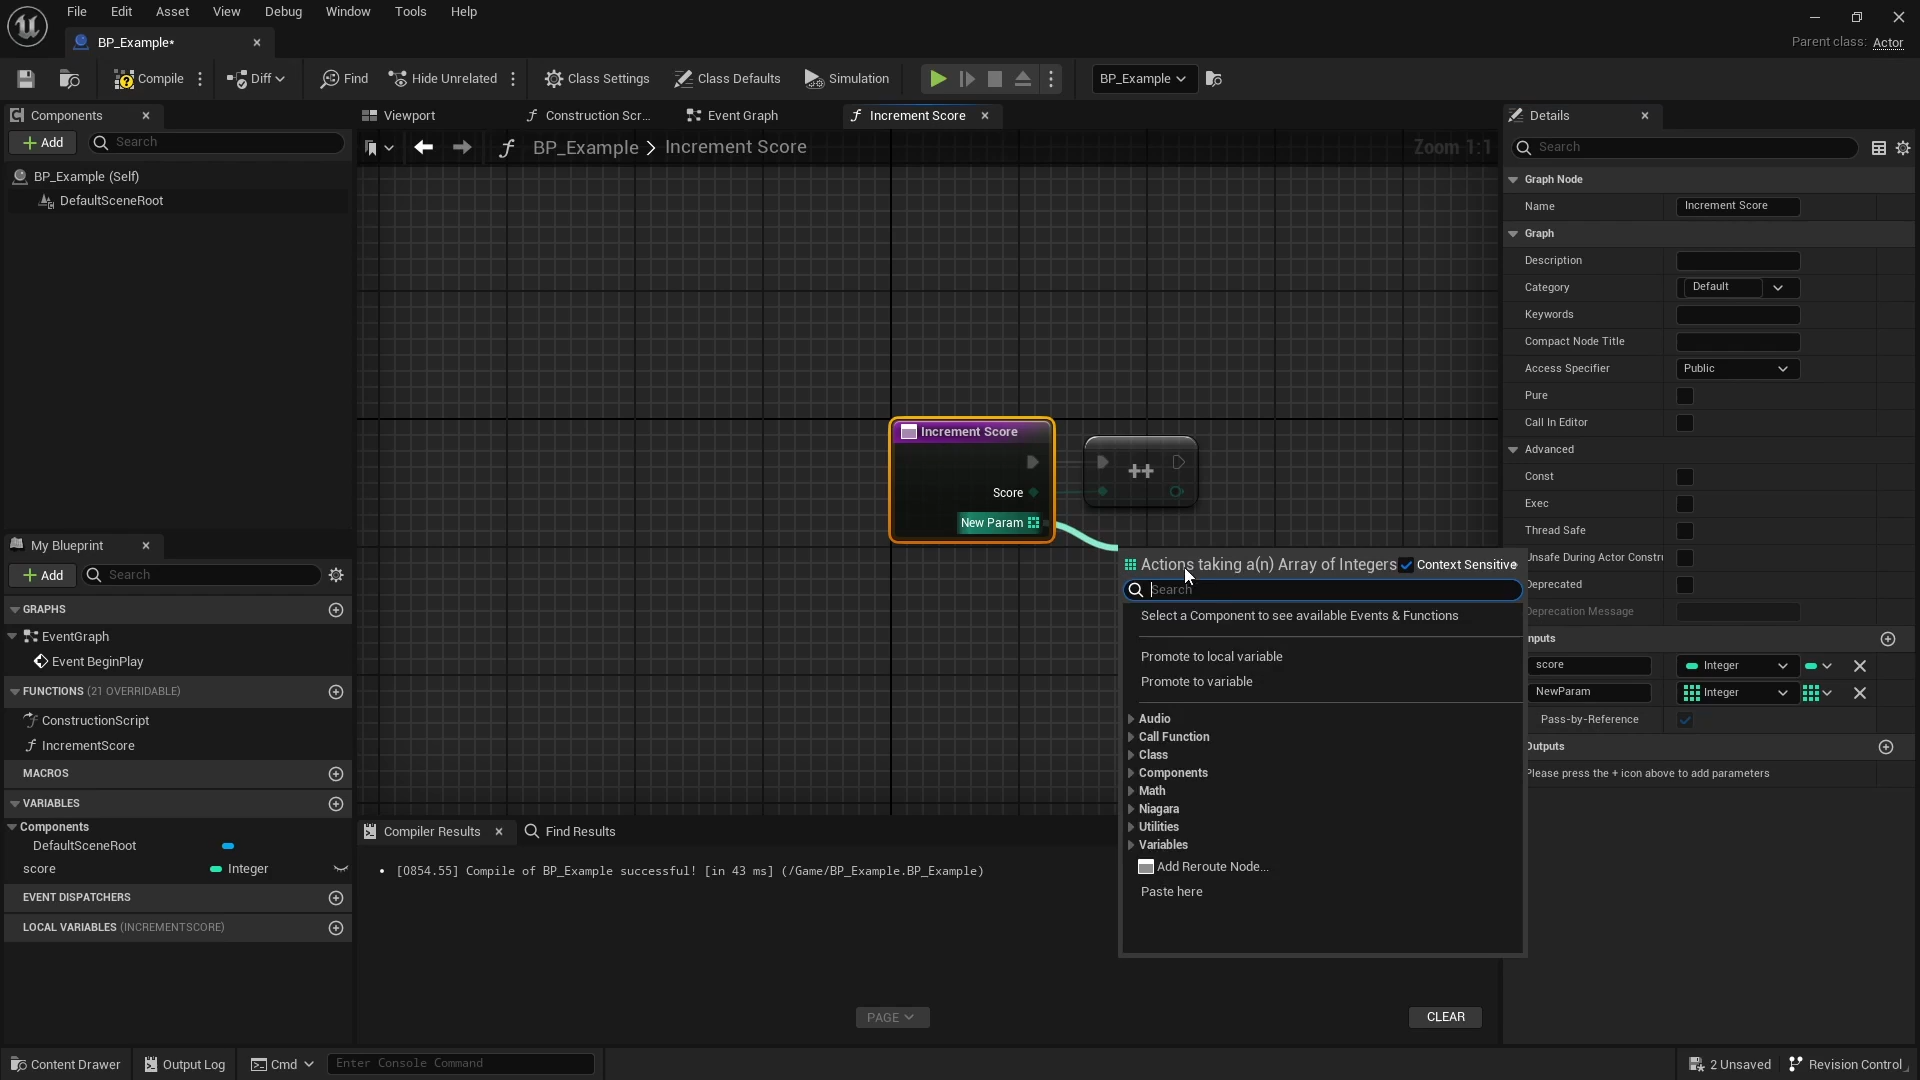 File Edit Asset View Debug Window Tools Help
BP_Example*
Parent class: Actor
Compile Diff Find Hide Unrelated Class Settings Class Defaults Simulation BP_Example
Components
Add Search
BP_Example (Self)
DefaultSceneRoot
Viewport Construction Scr... Event Graph Increment Score
BP_Example > Increment Score Zoom 1:1
Increment Score
Score
New Param
++
Actions taking a(n) Array of Integers Context Sensitive
Search
Select a Component to see available Events & Functions
Promote to local variable
Promote to variable
Audio
Call Function
Class
Components
Math
Niagara
Utilities
Variables
Add Reroute Node...
Paste here
My Blueprint
Add Search
GRAPHS
EventGraph
Event BeginPlay
FUNCTIONS (21 OVERRIDABLE)
ConstructionScript
IncrementScore
MACROS
VARIABLES
Components
DefaultSceneRoot
score Integer
EVENT DISPATCHERS
LOCAL VARIABLES (INCREMENTSCORE)
Compiler Results Find Results
[0854.55] Compile of BP_Example successful! [in 43 ms] (/Game/BP_Example.BP_Example)
PAGE CLEAR
Details
Search
Graph Node
Name Increment Score
Graph
Description
Category Default
Keywords
Compact Node Title
Access Specifier Public
Pure
Call In Editor
Advanced
Const
Exec
Thread Safe
Unsafe During Actor Constru
Deprecated
Deprecation Message
nputs
score Integer
NewParam Integer
Pass-by-Reference
Outputs
Please press the + icon above to add parameters
Content Drawer Output Log Cmd Enter Console Command 2 Unsaved Revision Control